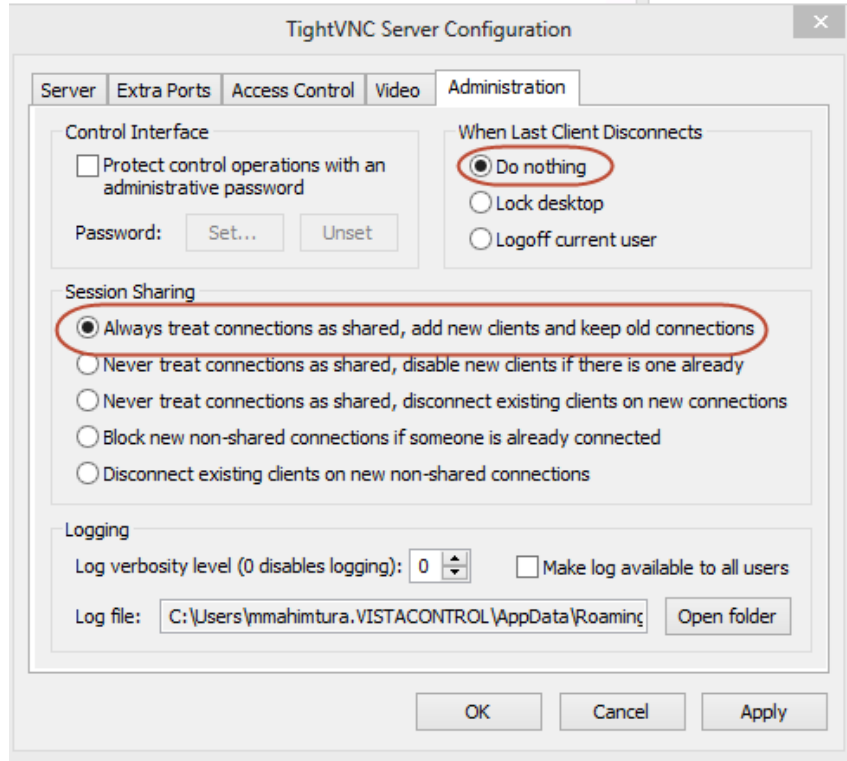 TightVNC Server Configuration
Server Extra Ports Access Control Video Administration
Control Interface
Protect control operations with an
administrative password
Password: Set... Unset
When Last Client Disconnects
Do nothing
Lock desktop
Logoff current user
Session Sharing
Always treat connections as shared, add new clients and keep old connections
Never treat connections as shared, disable new clients if there is one already
Never treat connections as shared, disconnect existing clients on new connections
Block new non-shared connections if someone is already connected
Disconnect existing clients on new non-shared connections
Logging
Log verbosity level (0 disables logging): 0 Make log available to all users
Log file: C:\Users\mmahimtura.VISTACONTROL\AppData\Roaming Open folder
OK Cancel Apply